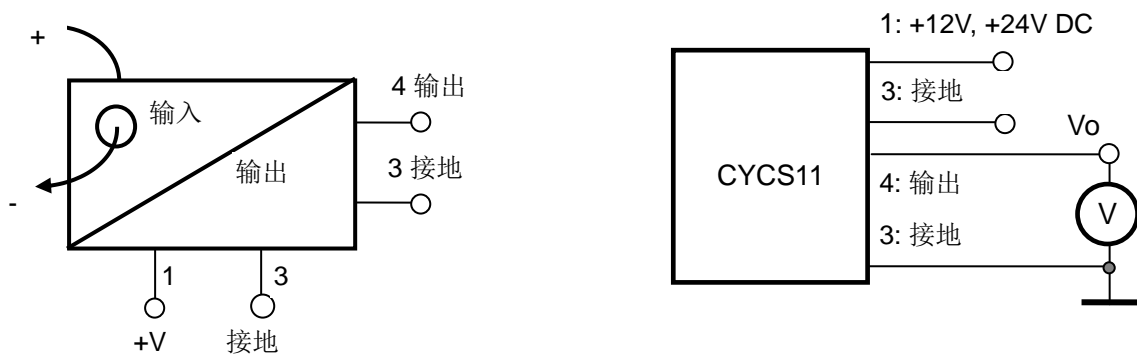 +
输入
4 输出
输出
3 接地
-
1
3
+V
接地
1: +12V, +24V DC
3: 接地
Vo
CYCS11
4: 输出
V
3: 接地